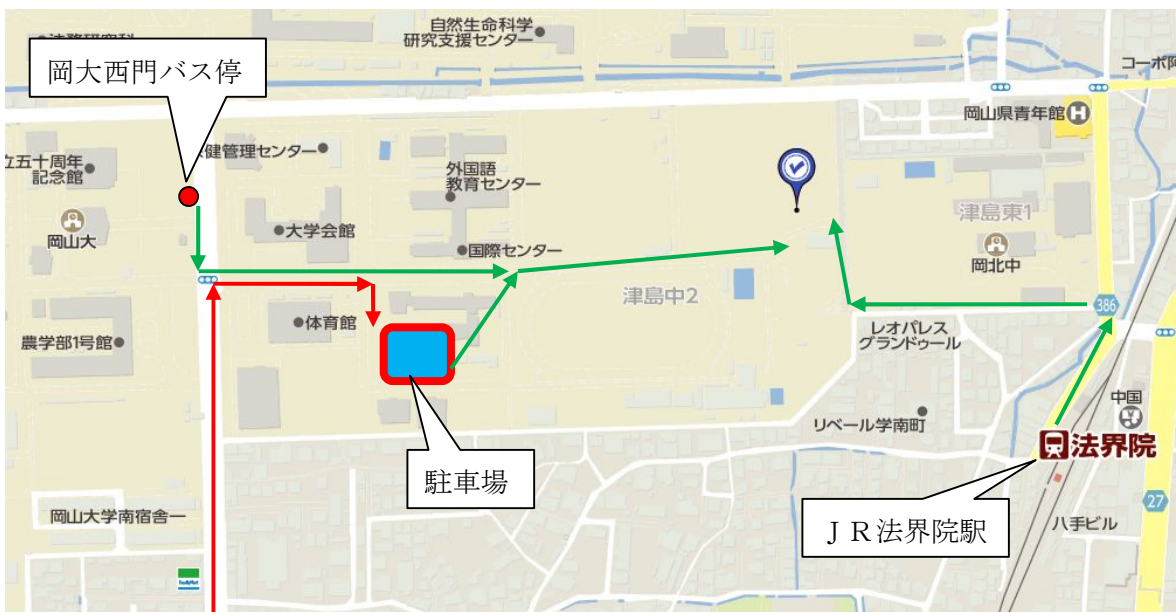 自然生命科学
研究支援センター
コーポ
岡大西門バス停
岡山県青年館
H
健管理センター
立五十周年
記念館
外国語
教育センター
津島東1
岡山大
大学会館
国際センター
岡北中
津島中2
386
体育館
農学部1号館
レオパレス
グランドゥール
中国
リベール学南町
法界院
駐車場
27
岡山大学南宿舎一
ＪＲ法界院駅
八手ビル
FamilyMart